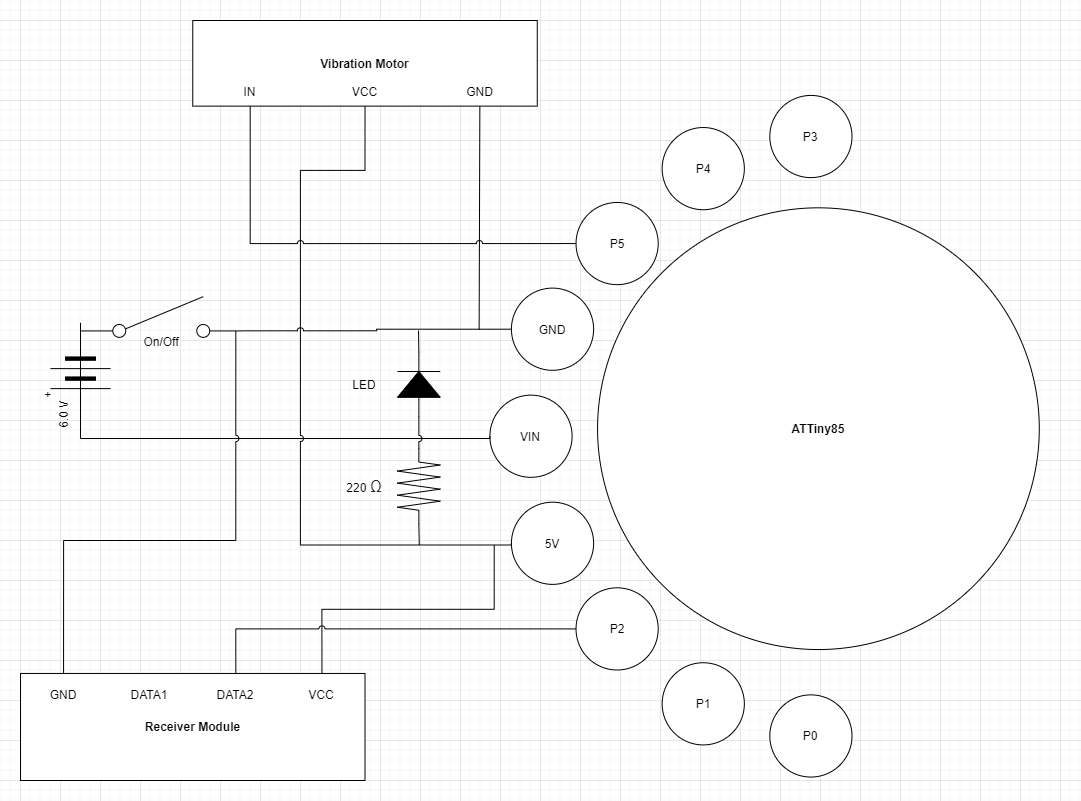 Vibration Motor
IN VCC GND
P3
P4
P5
On/Off
GND
LED
+
6.0 V
VIN
ATTiny85
220 Ω
5V
P2
GND DATA1 DATA2 VCC
Receiver Module
P1
P0